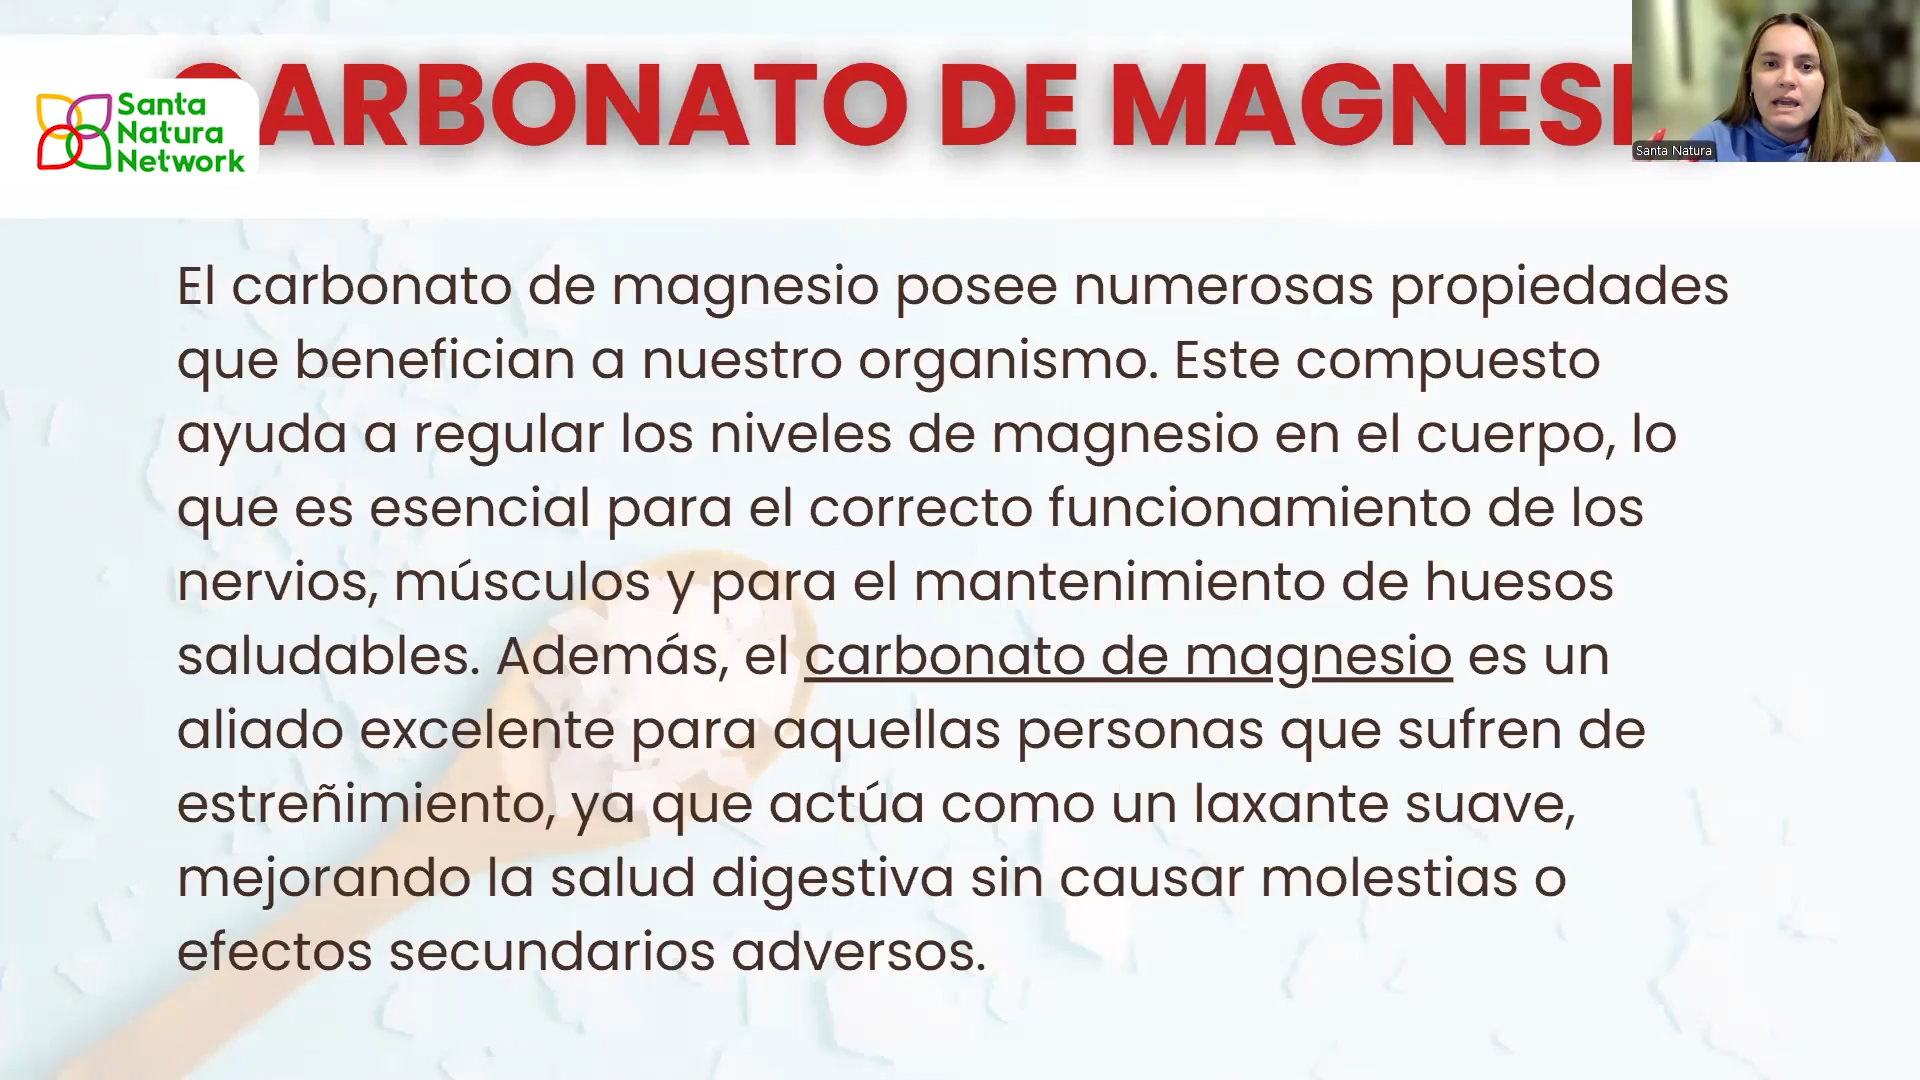 CARBONATO DE MAGNESI
Santa
Natura
Network
Santa Natura
El carbonato de magnesio posee numerosas propiedades
que benefician a nuestro organismo. Este compuesto
ayuda a regular los niveles de magnesio en el cuerpo, lo
que es esencial para el correcto funcionamiento de los
nervios, músculos y para el mantenimiento de huesos
saludables. Además, el carbonato de magnesio es un
aliado excelente para aquellas personas que sufren de
estreñimiento, ya que actúa como un laxante suave,
mejorando la salud digestiva sin causar molestias o
efectos secundarios adversos.